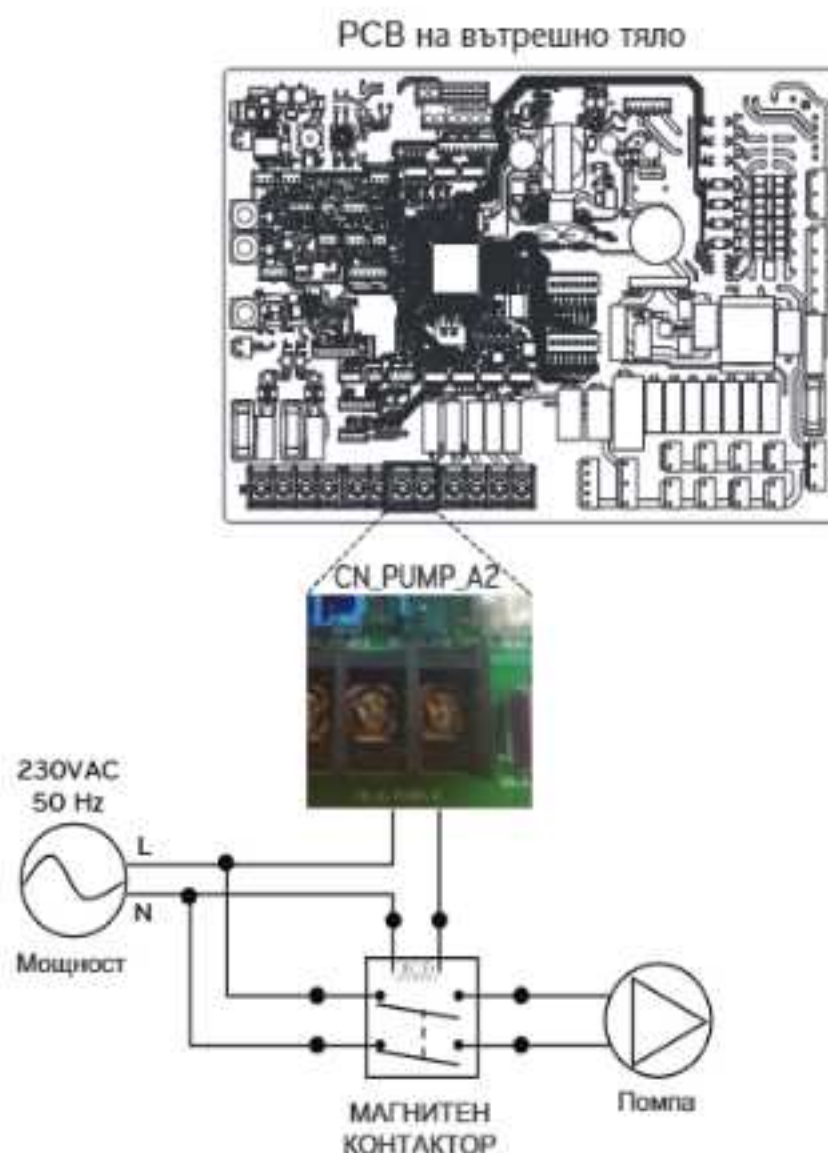 PCB на вътрешно тяло
CN_PUMP_A2
230VAC
50 Hz
L
N
Мощност
МАГНИТЕН
КОНТАКТОР
Помпа